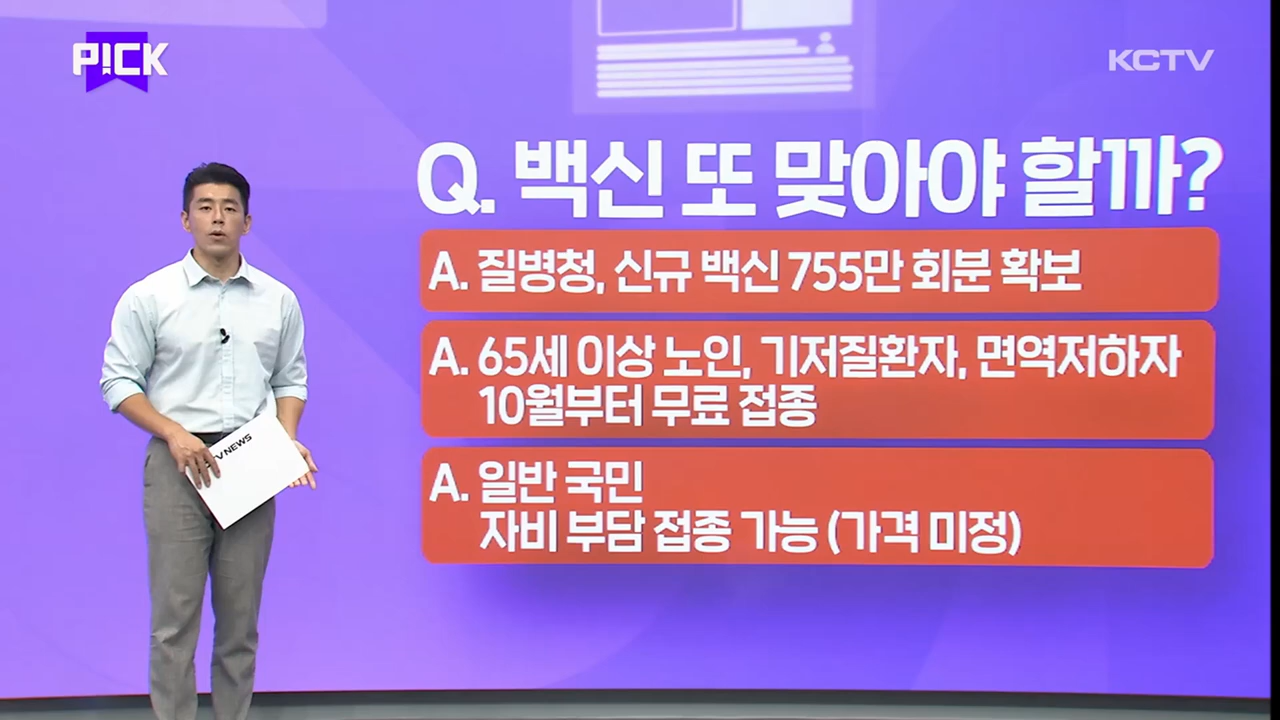 P!CK
KCTV
Q. 백신 또 맞아야 할까?
A. 질병청, 신규 백신 755만 회분 확보
A. 65세 이상 노인, 기저질환자, 면역저하자
10월부터 무료 접종
A. 일반 국민
자비 부담 접종 가능 (가격 미정)
TV NEWS